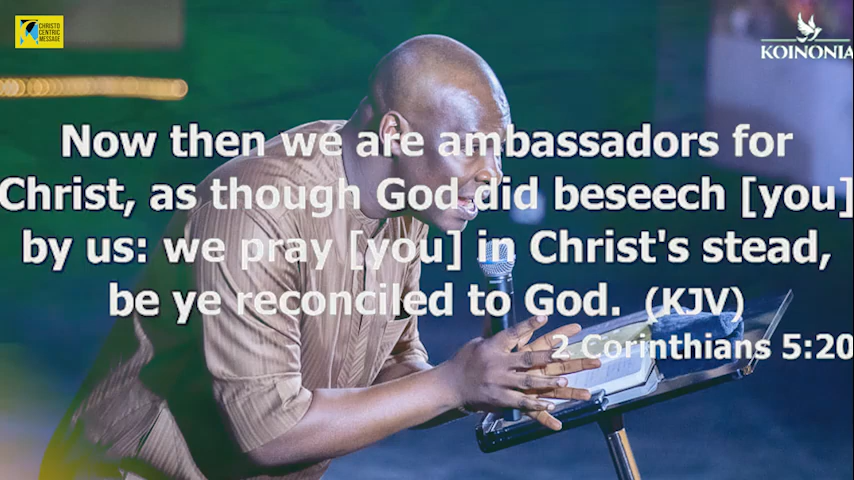 CHRISTO
CENTRIC
MESSAGE
KOINONIA
Now then we are ambassadors for
Christ, as though God did beseech [you]
by us: we pray [you] in Christ's stead,
be ye reconciled to God. (KJV)
2 Corinthians 5:20